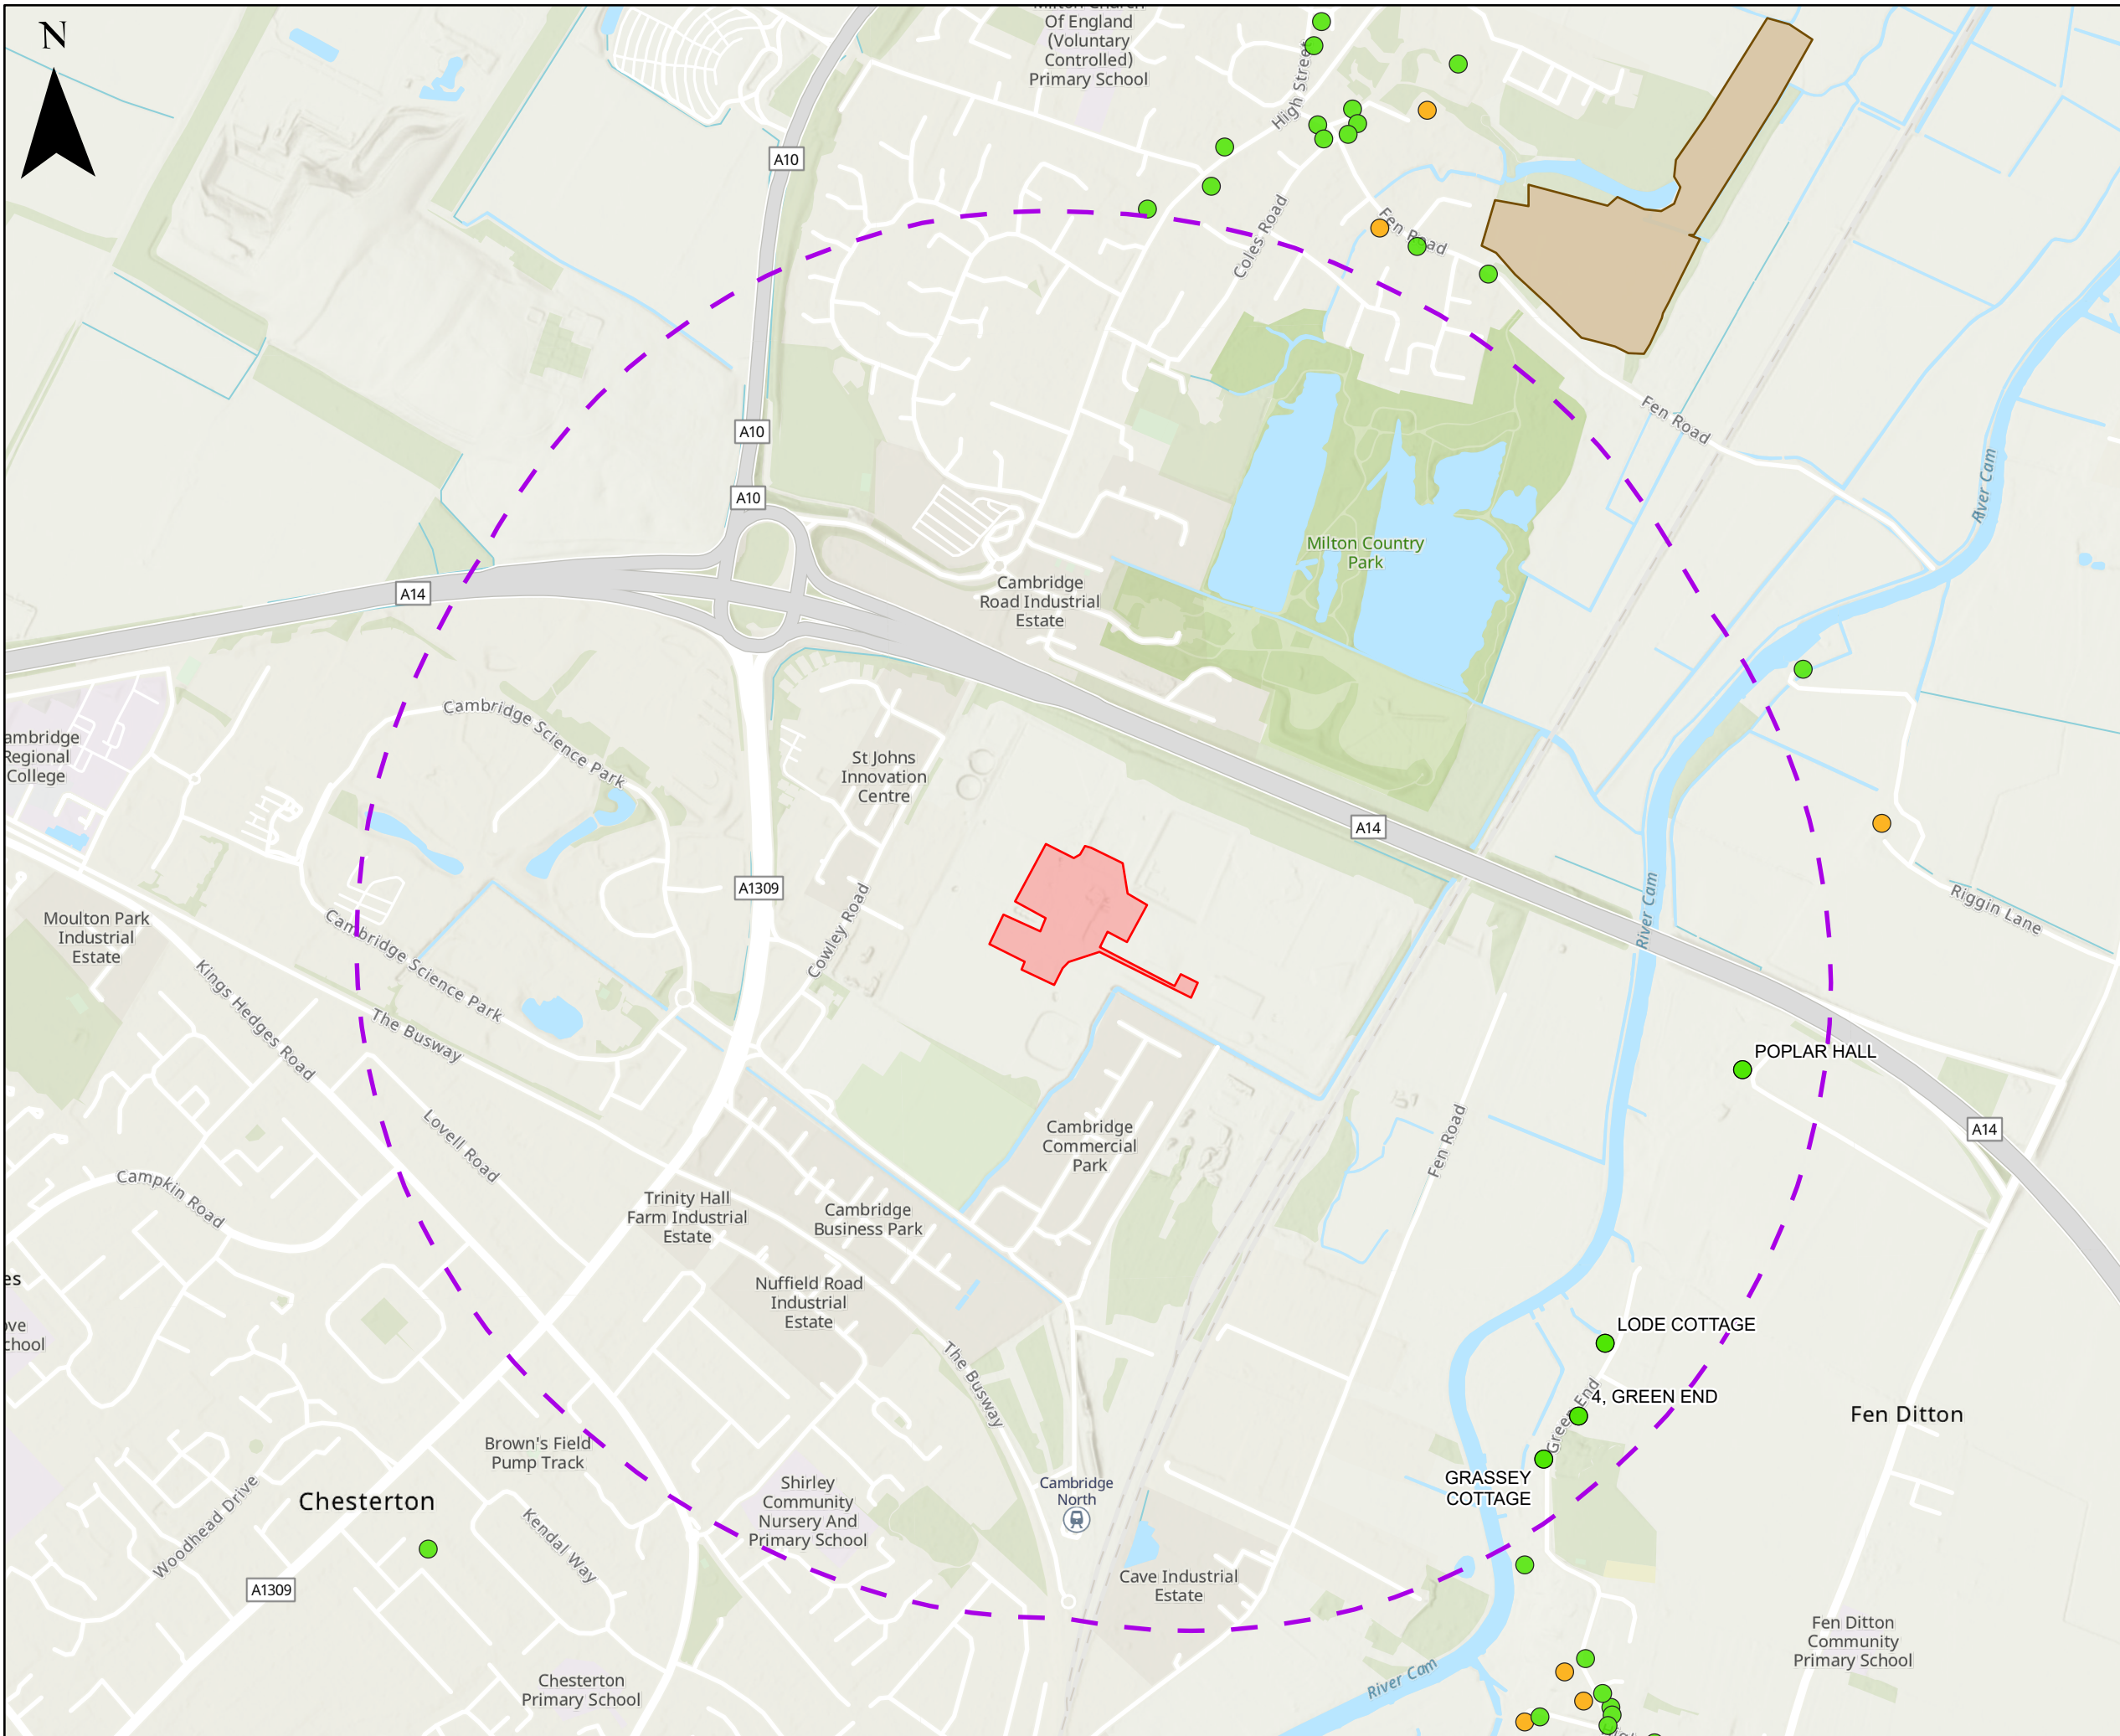 N
Milton Church
Of England
(Voluntary
Controlled)
Primary School
High Street
A10
Coles Road
Fen Road
A10
Fen Road
A10
River Cam
Milton Country
Park
A14
Cambridge
Road Industrial
Estate
Cambridge Science Park
ambridge
Regional
College
St Johns
Innovation
Centre
A14
A1309
Moulton Park
Industrial
Estate
Cowley Road
River Cam
Riggin Lane
Cambridge Science Park
Kings Hedges Road
The Busway
POPLAR HALL
Lovell Road
Cambridge
Commercial
Park
Fen Road
A14
Campkin Road
Trinity Hall
Farm Industrial
Estate
Cambridge
Business Park
es
Nuffield Road
Industrial
Estate
ove
chool
LODE COTTAGE
The Busway
4, GREEN END
Green End
Fen Ditton
Brown's Field
Pump Track
GRASSEY
COTTAGE
Chesterton
Woodhead Drive
Kendal Way
Shirley
Community
Nursery And
Primary School
Cambridge
North
A1309
Cave Industrial
Estate
Fen Ditton
Community
Primary School
River Cam
Chesterton
Primary School